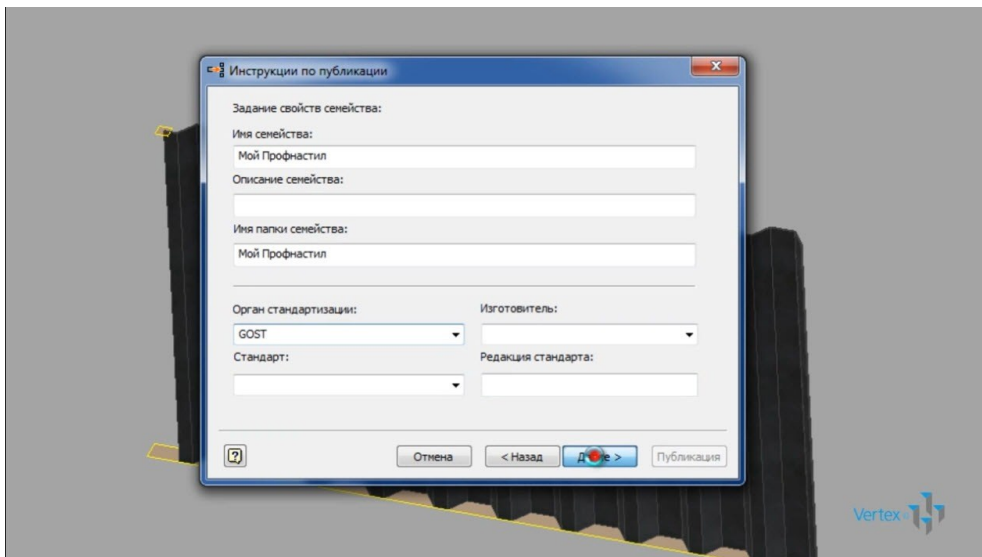 Инструкции по публикации
Задание свойств семейства:
Имя семейства:
Мой Профнастил
Описание семейства:
Имя папки семейства:
Мой Профнастил
Орган стандартизации:
Изготовитель:
GOST
Стандарт:
Редакция стандарта:
Отмена
< Назад
>
Публикация
Vertex